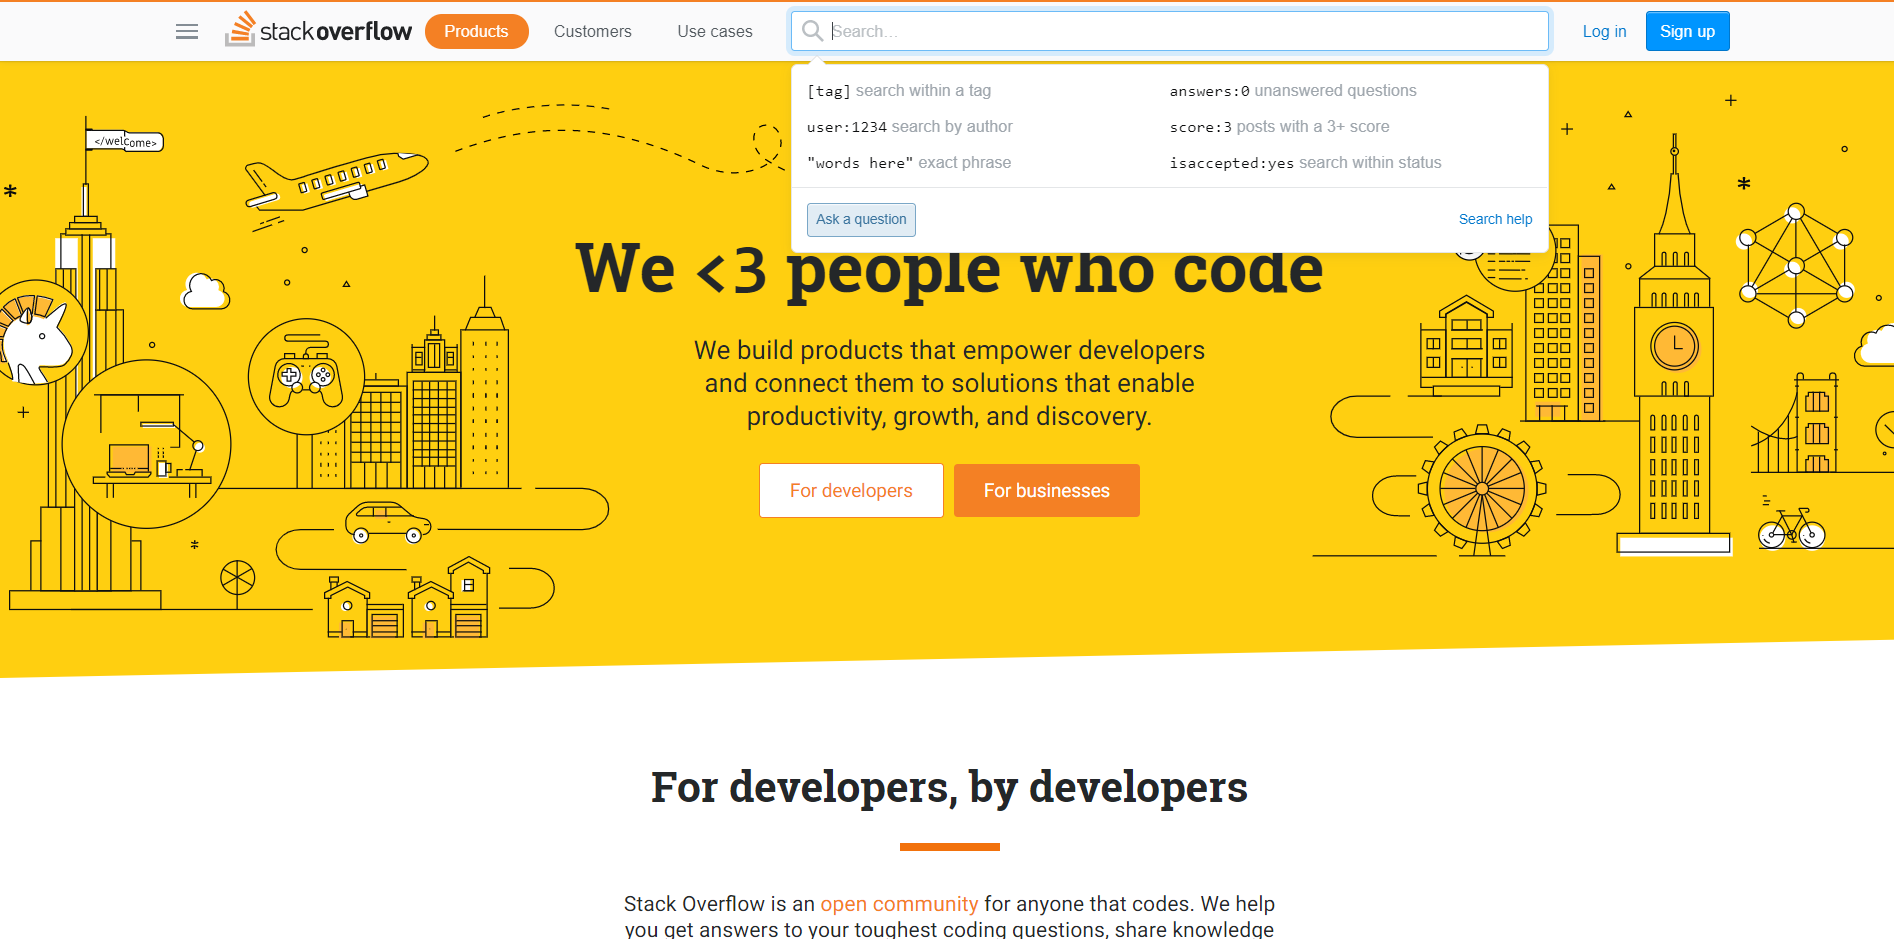 stackoverflow Products Customers Use cases Search... Log in Sign up
[tag] search within a tag
answers:0 unanswered questions
user:1234 search by author
score:3 posts with a 3+ score
"words here" exact phrase
isaccepted:yes search within status
Ask a question
Search help
</welcome>
We <3 people who code
We build products that empower developers
and connect them to solutions that enable
productivity, growth, and discovery.
For developers
For businesses
For developers, by developers
Stack Overflow is an open community for anyone that codes. We help
you get answers to your toughest coding questions, share knowledge